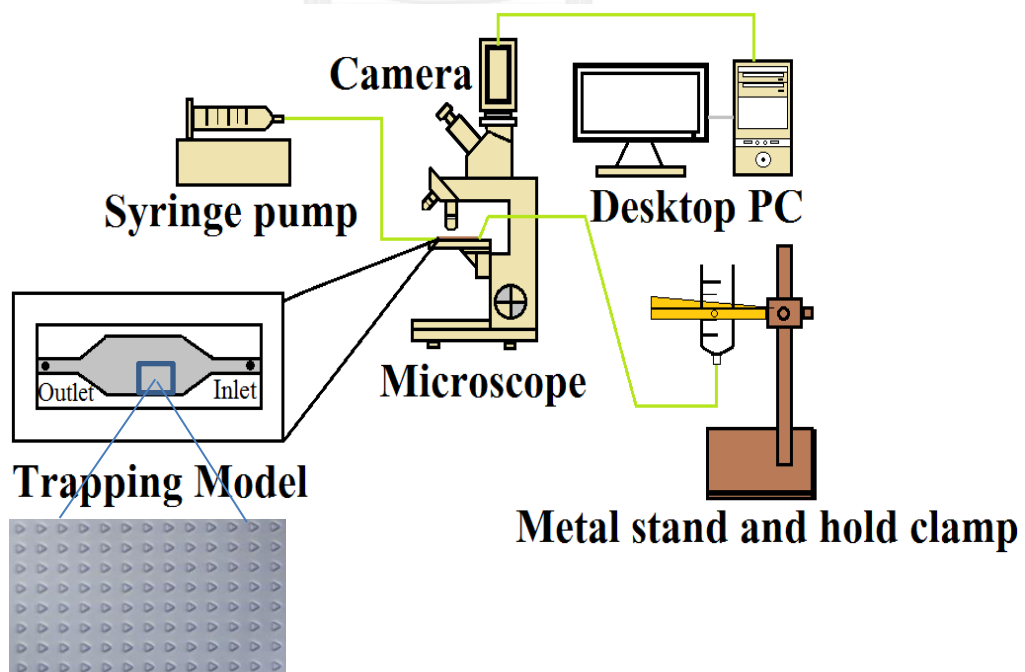 Camera
Syringe pump
Desktop PC
Microscope
Outlet
Inlet
Trapping Model
Metal stand and hold clamp